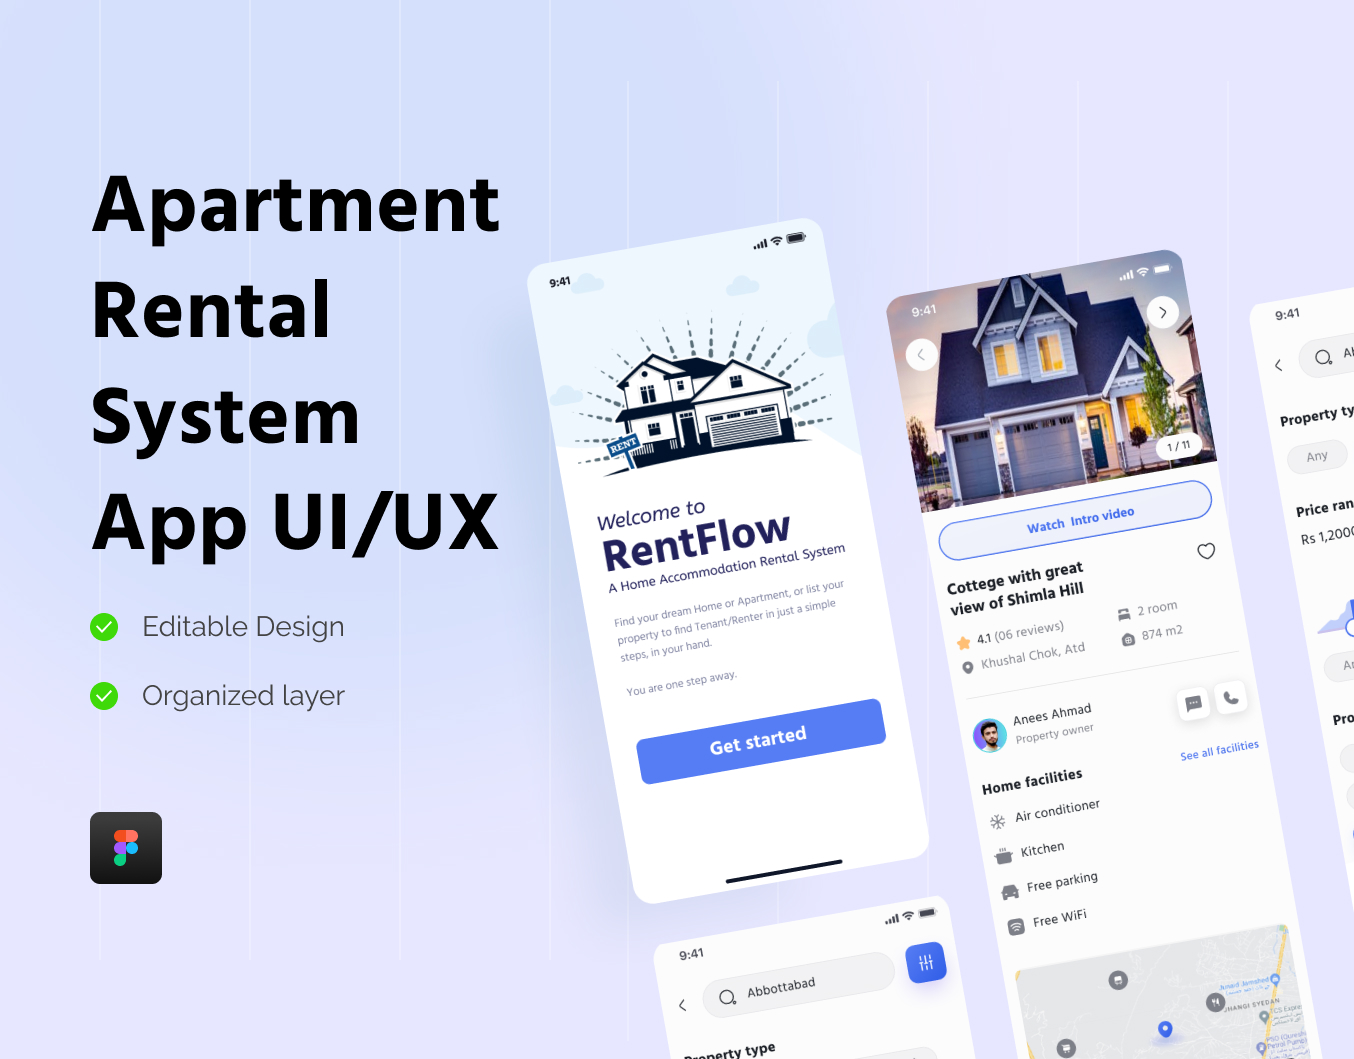 Apartment
Rental
System
App UI/UX
Editable Design
Organized layer
9:41
RENT
Welcome to
RentFlow
A Home Accommodation Rental System
Find your dream Home or Apartment, or list your
property to find Tenant/Renter in just a simple
steps, in your hand.
You are one step away.
Get started
9:41
1 / 11
Watch Intro video
Cottege with great
view of Shimla Hill
4.1 (06 reviews)
2 room
Khushal Chok, Atd
874 m2
Anees Ahmad
Property owner
Home facilities
See all facilities
Air conditioner
Kitchen
Free parking
Free WiFi
JHANGI SYEDAN
9:41
Abbottabad
Property type
9:41
Property ty
Any
Price ran
Rs 1,2000